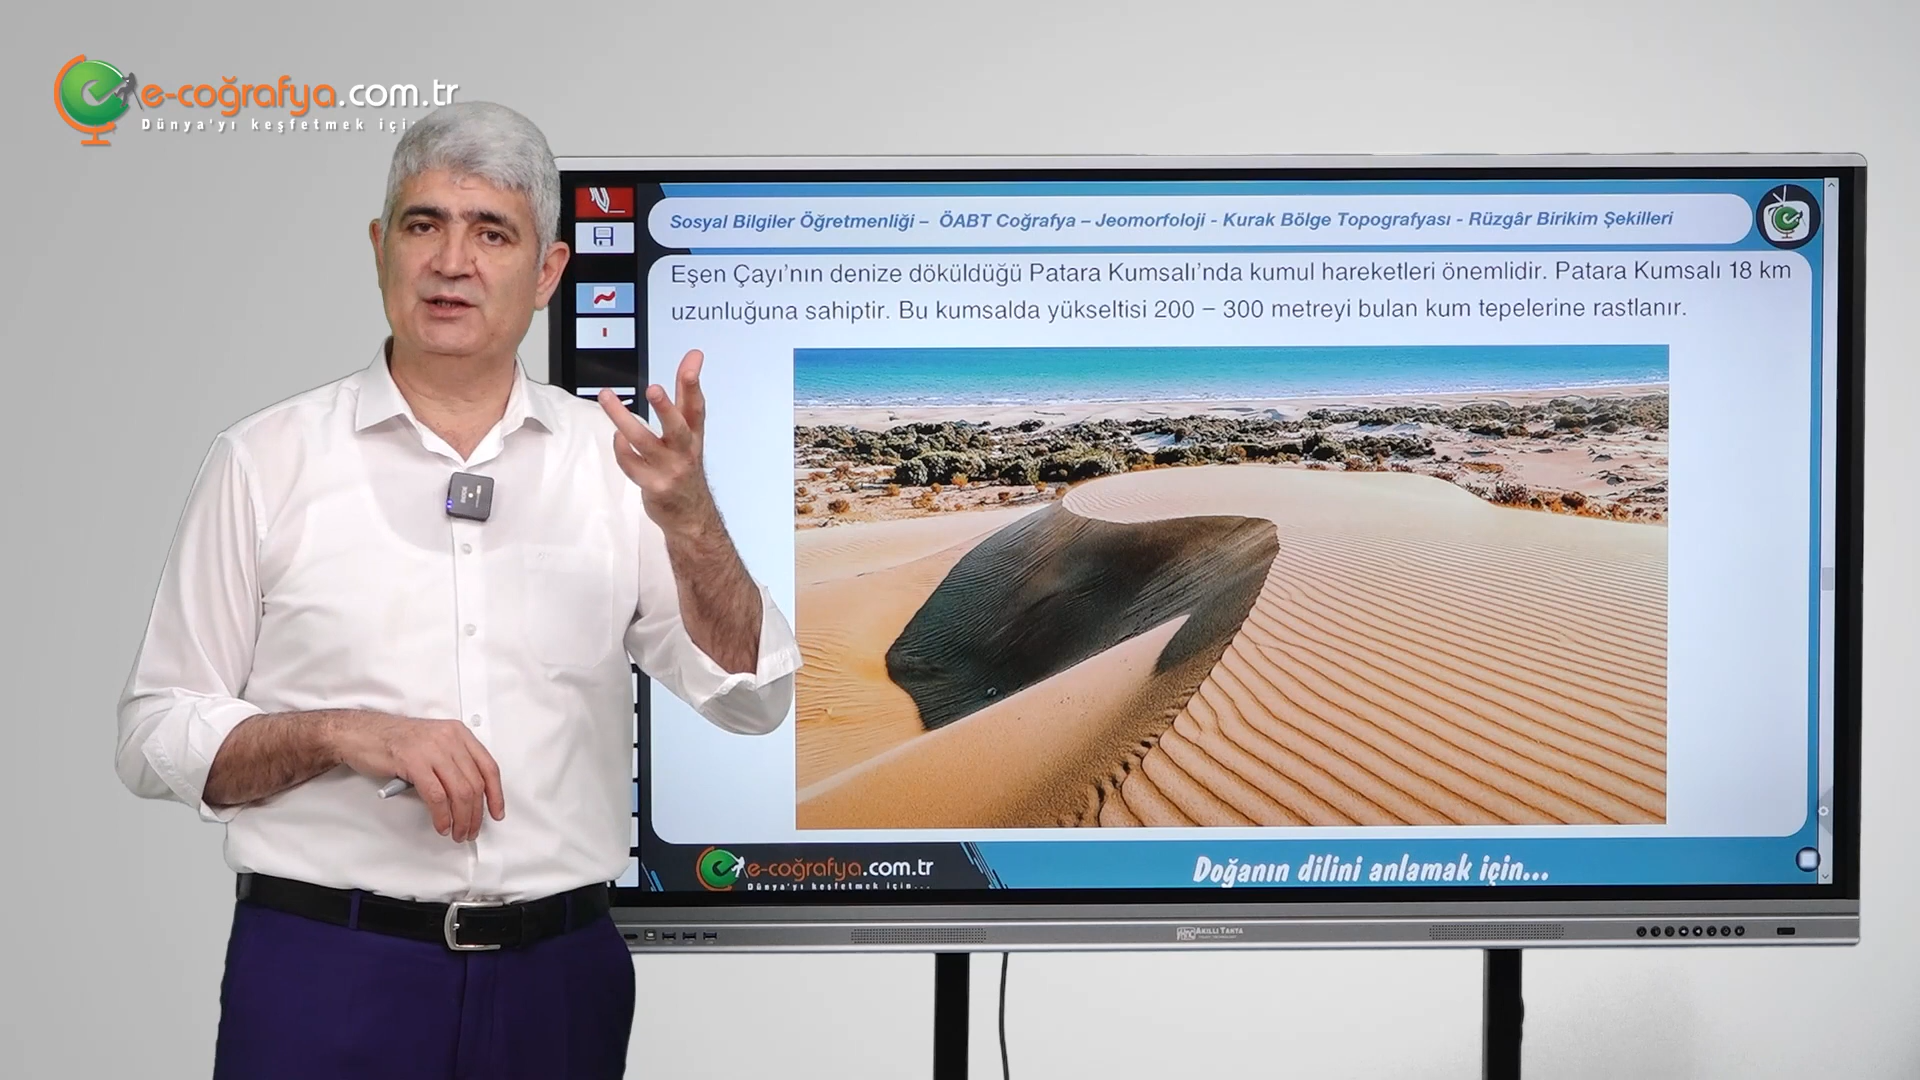 e-coğrafya.com.tr
Dünya'yı keşfetmek içi
Sosyal Bilgiler Öğretmenliği – ÖABT Coğrafya – Jeomorfoloji - Kurak Bölge Topografyası - Rüzgâr Birikim Şekilleri
Eşen Çayı'nın denize döküldüğü Patara Kumsalı'nda kumul hareketleri önemlidir. Patara Kumsalı 18 km
uzunluğuna sahiptir. Bu kumsalda yükseltisi 200 – 300 metreyi bulan kum tepelerine rastlanır.
e-coğrafya.com.tr
Dünya'yı keşfetmek için...
Doğanın dilini anlamak için...
AKILLI TAHTA